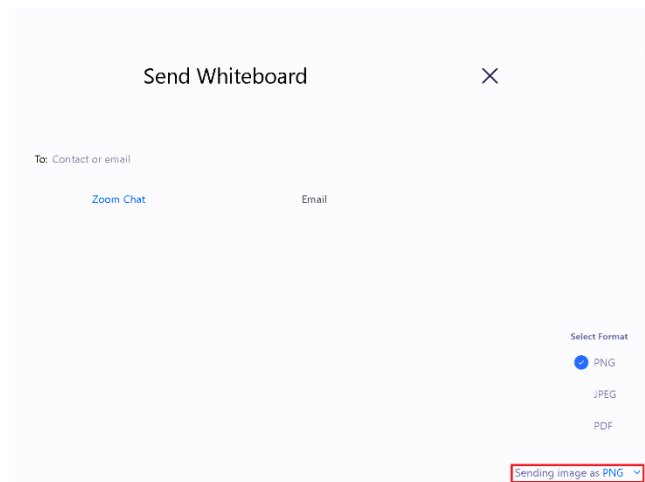 Send Whiteboard
To: Contact or email
Zoom Chat Email
Select Format
PNG
JPEG
PDF
Sending image as PNG